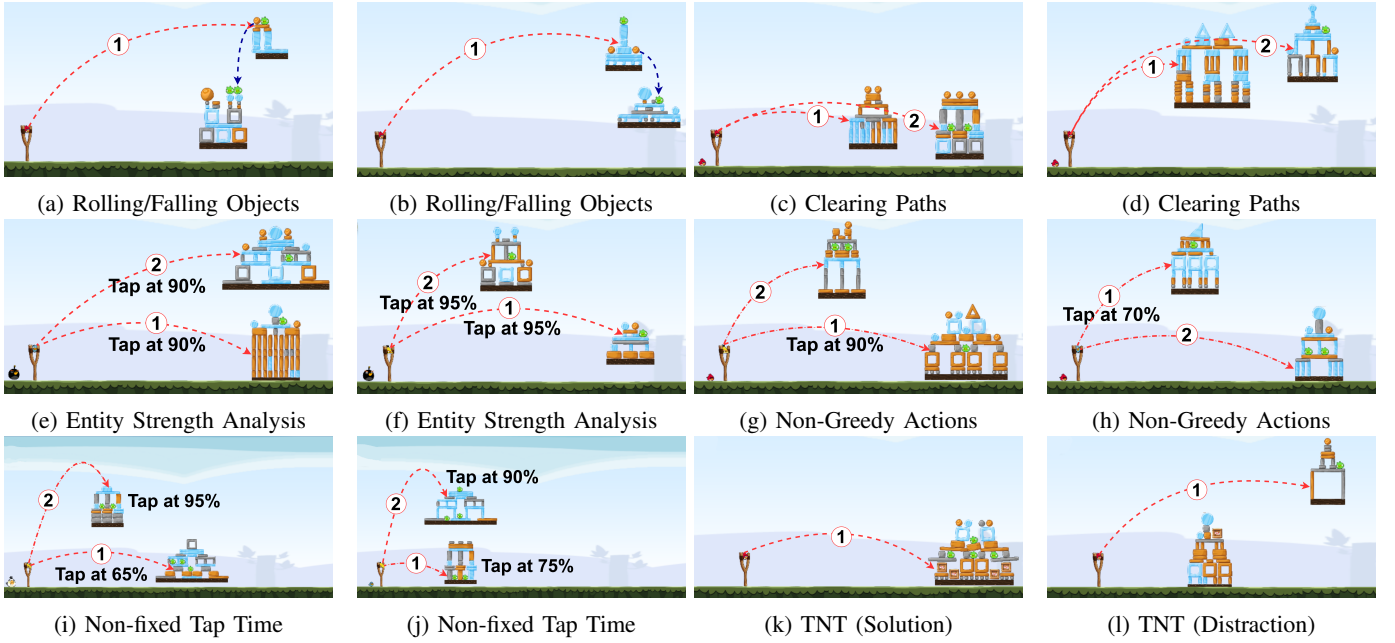 1
1
1
2
1
2
(a) Rolling/Falling Objects
(b) Rolling/Falling Objects
(c) Clearing Paths
(d) Clearing Paths
2
Tap at 90%
1
Tap at 90%
2
Tap at 95%
1
Tap at 95%
2
1
Tap at 90%
1
Tap at 70%
2
(e) Entity Strength Analysis
(f) Entity Strength Analysis
(g) Non-Greedy Actions
(h) Non-Greedy Actions
2
Tap at 95%
1
Tap at 65%
Tap at 90%
2
1
Tap at 75%
1
1
(i) Non-fixed Tap Time
(j) Non-fixed Tap Time
(k) TNT (Solution)
(l) TNT (Distraction)